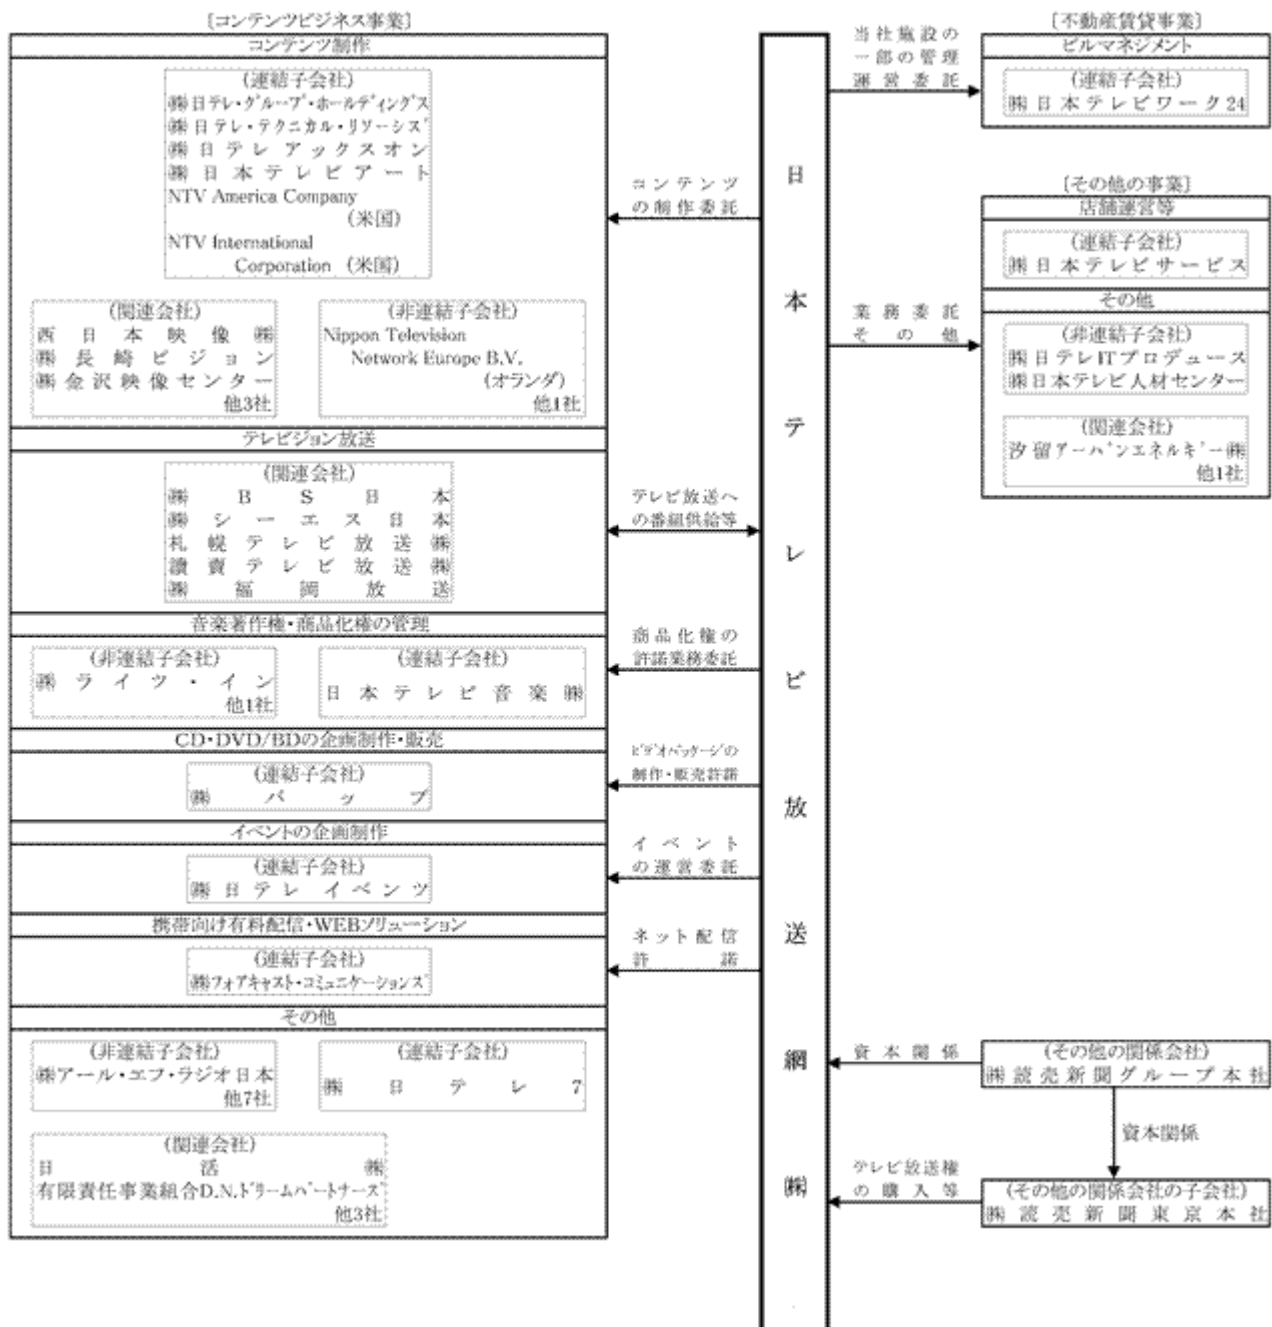 [コンテンツビジネス事業]
コンテンツ制作
(連結子会社)
㈱日テレ・グループ・ホールディングス
㈱日テレ・テクニカル・リソーシズ
㈱日テレアックスオン
㈱日本テレビアート
NTV America Company
(米国)
NTV International
Corporation (米国)
(関連会社)
西日本映像㈱
㈱長崎ビジョン
㈱金沢映像センター
他3社
(非連結子会社)
Nippon Television
Network Europe B.V.
(オランダ)
他1社
テレビジョン放送
(関連会社)
㈱BS日本
㈱シーエス日本
札幌テレビ放送㈱
讀賣テレビ放送㈱
㈱福岡放送
音楽著作権・商品化権の管理
(非連結子会社)
㈱ライツ・イン
他1社
(連結子会社)
日本テレビ音楽㈱
CD・DVD/BDの企画制作・販売
(連結子会社)
㈱バップ
イベントの企画制作
(連結子会社)
㈱日テレイベンツ
携帯向け有料配信・WEBソリューション
(連結子会社)
㈱フォアキャスト・コミュニケーションズ
その他
(非連結子会社)
㈱アール・エフ・ラジオ日本
他7社
(連結子会社)
㈱日テレ7
(関連会社)
日活㈱
有限責任事業組合D.N.ドリームパートナーズ
他3社
コンテンツ
の制作委託
テレビ放送へ
の番組供給等
商品化権の
許諾業務委託
ビデオパッケージの
制作・販売許諾
イベント
の運営委託
ネット配信
許諾
日本テレビ放送網㈱
当社施設の
一部の管理
運営委託
業務委託
その他
資本関係
テレビ放送権
の購入等
[不動産賃貸事業]
ビルマネジメント
(連結子会社)
㈱日本テレビワーク24
[その他の事業]
店舗運営等
(連結子会社)
㈱日本テレビサービス
その他
(非連結子会社)
㈱日テレITプロデュース
㈱日本テレビ人材センター
(関連会社)
汐留アーバンエネルギー㈱
他1社
(その他の関係会社)
㈱読売新聞グループ本社
資本関係
(その他の関係会社の子会社)
㈱読売新聞東京本社